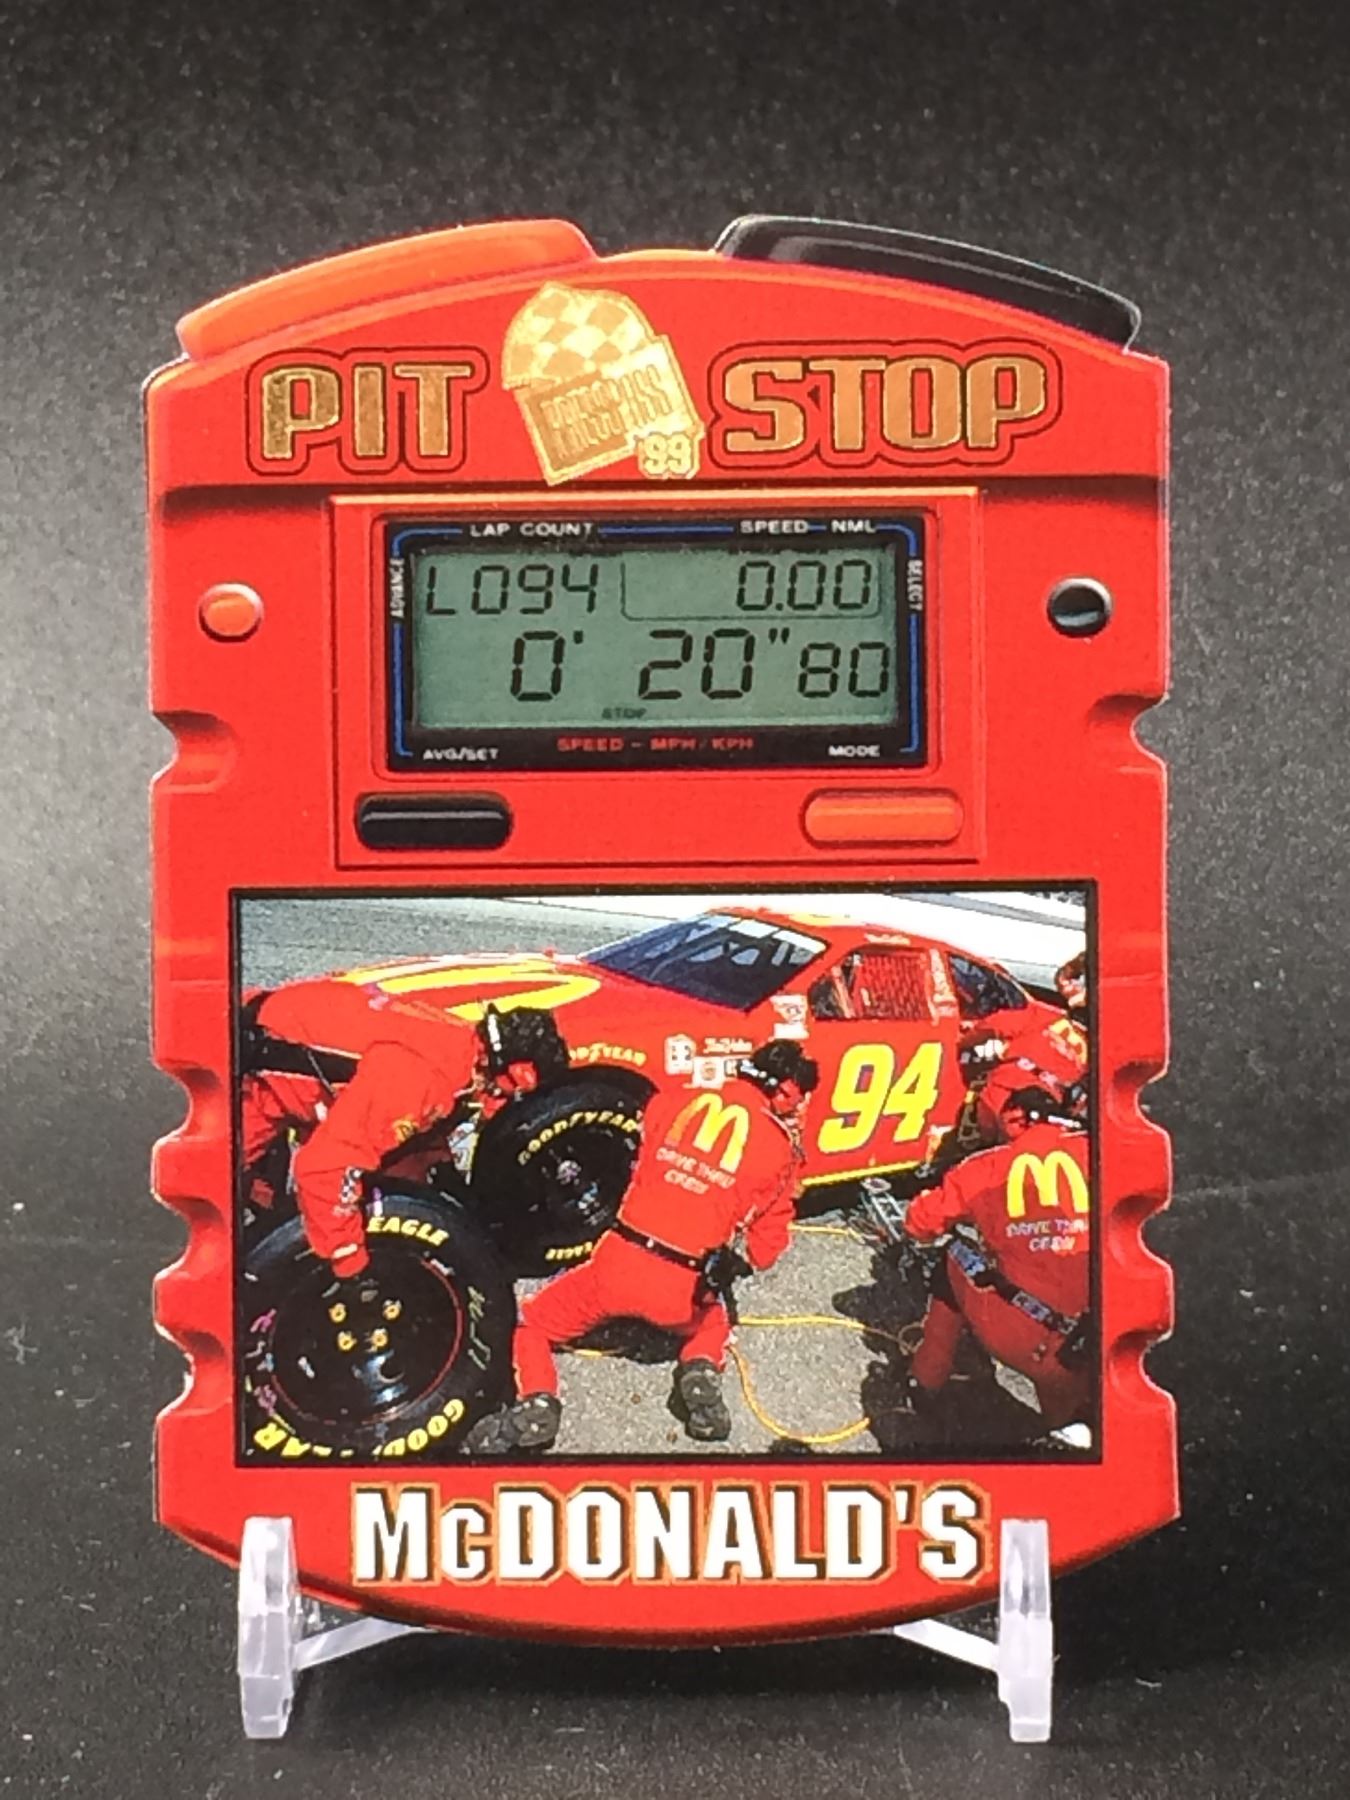 PIT STOP
PRESS PASS
'99
LAP COUNT SPEED NML
ADVANCE
SELECT
L094 0.00
0' 20" 80
STOP
AVG/SET SPEED - MPH/KPH MODE
94
GOODYEAR
EAGLE
EAGLE
GOODYEAR
DRIVE THRU
CREW
DRIVE THRU
CREW
McDONALD'S